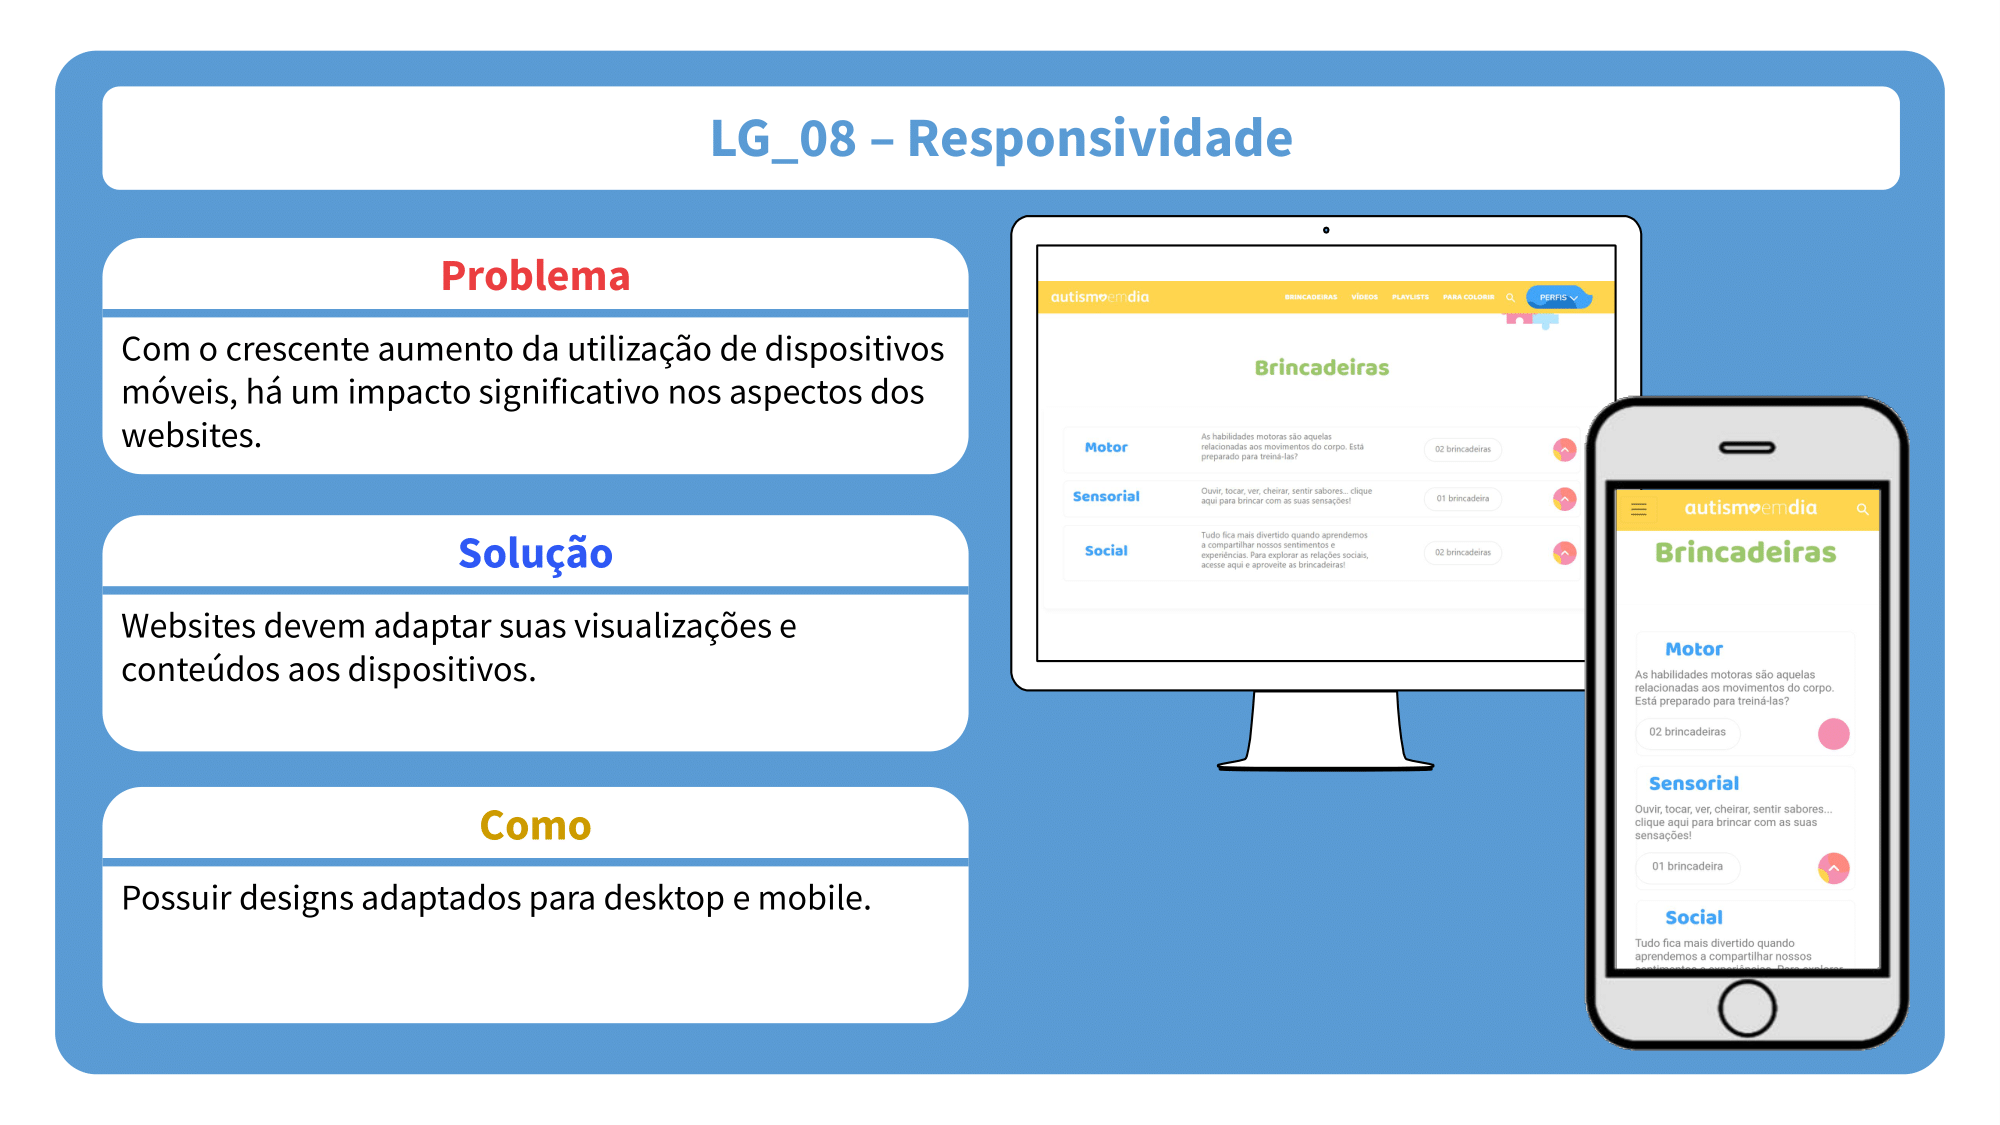 LG_08 – Responsividade
Problema
Com o crescente aumento da utilização de dispositivos
móveis, há um impacto significativo nos aspectos dos
websites.
Solução
Websites devem adaptar suas visualizações e
conteúdos aos dispositivos.
Como
Possuir designs adaptados para desktop e mobile.
autismoemdia
BRINCADEIRAS VÍDEOS PLAYLISTS PARA COLORIR PERFIS
Brincadeiras
Motor
As habilidades motoras são aquelas
relacionadas aos movimentos do corpo. Está
preparado para treiná-las?
02 brincadeiras
Sensorial
Ouvir, tocar, ver, cheirar, sentir sabores... clique
aqui para brincar com as suas sensações!
01 brincadeira
Social
Tudo fica mais divertido quando aprendemos
a compartilhar nossos sentimentos e
experiências. Para explorar as relações sociais,
acesse aqui e aproveite as brincadeiras!
02 brincadeiras
autismoemdia
Brincadeiras
Motor
As habilidades motoras são aquelas
relacionadas aos movimentos do corpo.
Está preparado para treiná-las?
02 brincadeiras
Sensorial
Ouvir, tocar, ver, cheirar, sentir sabores...
clique aqui para brincar com as suas
sensações!
01 brincadeira
Social
Tudo fica mais divertido quando
aprendemos a compartilhar nossos
sentimentos e experiências. Para explorar